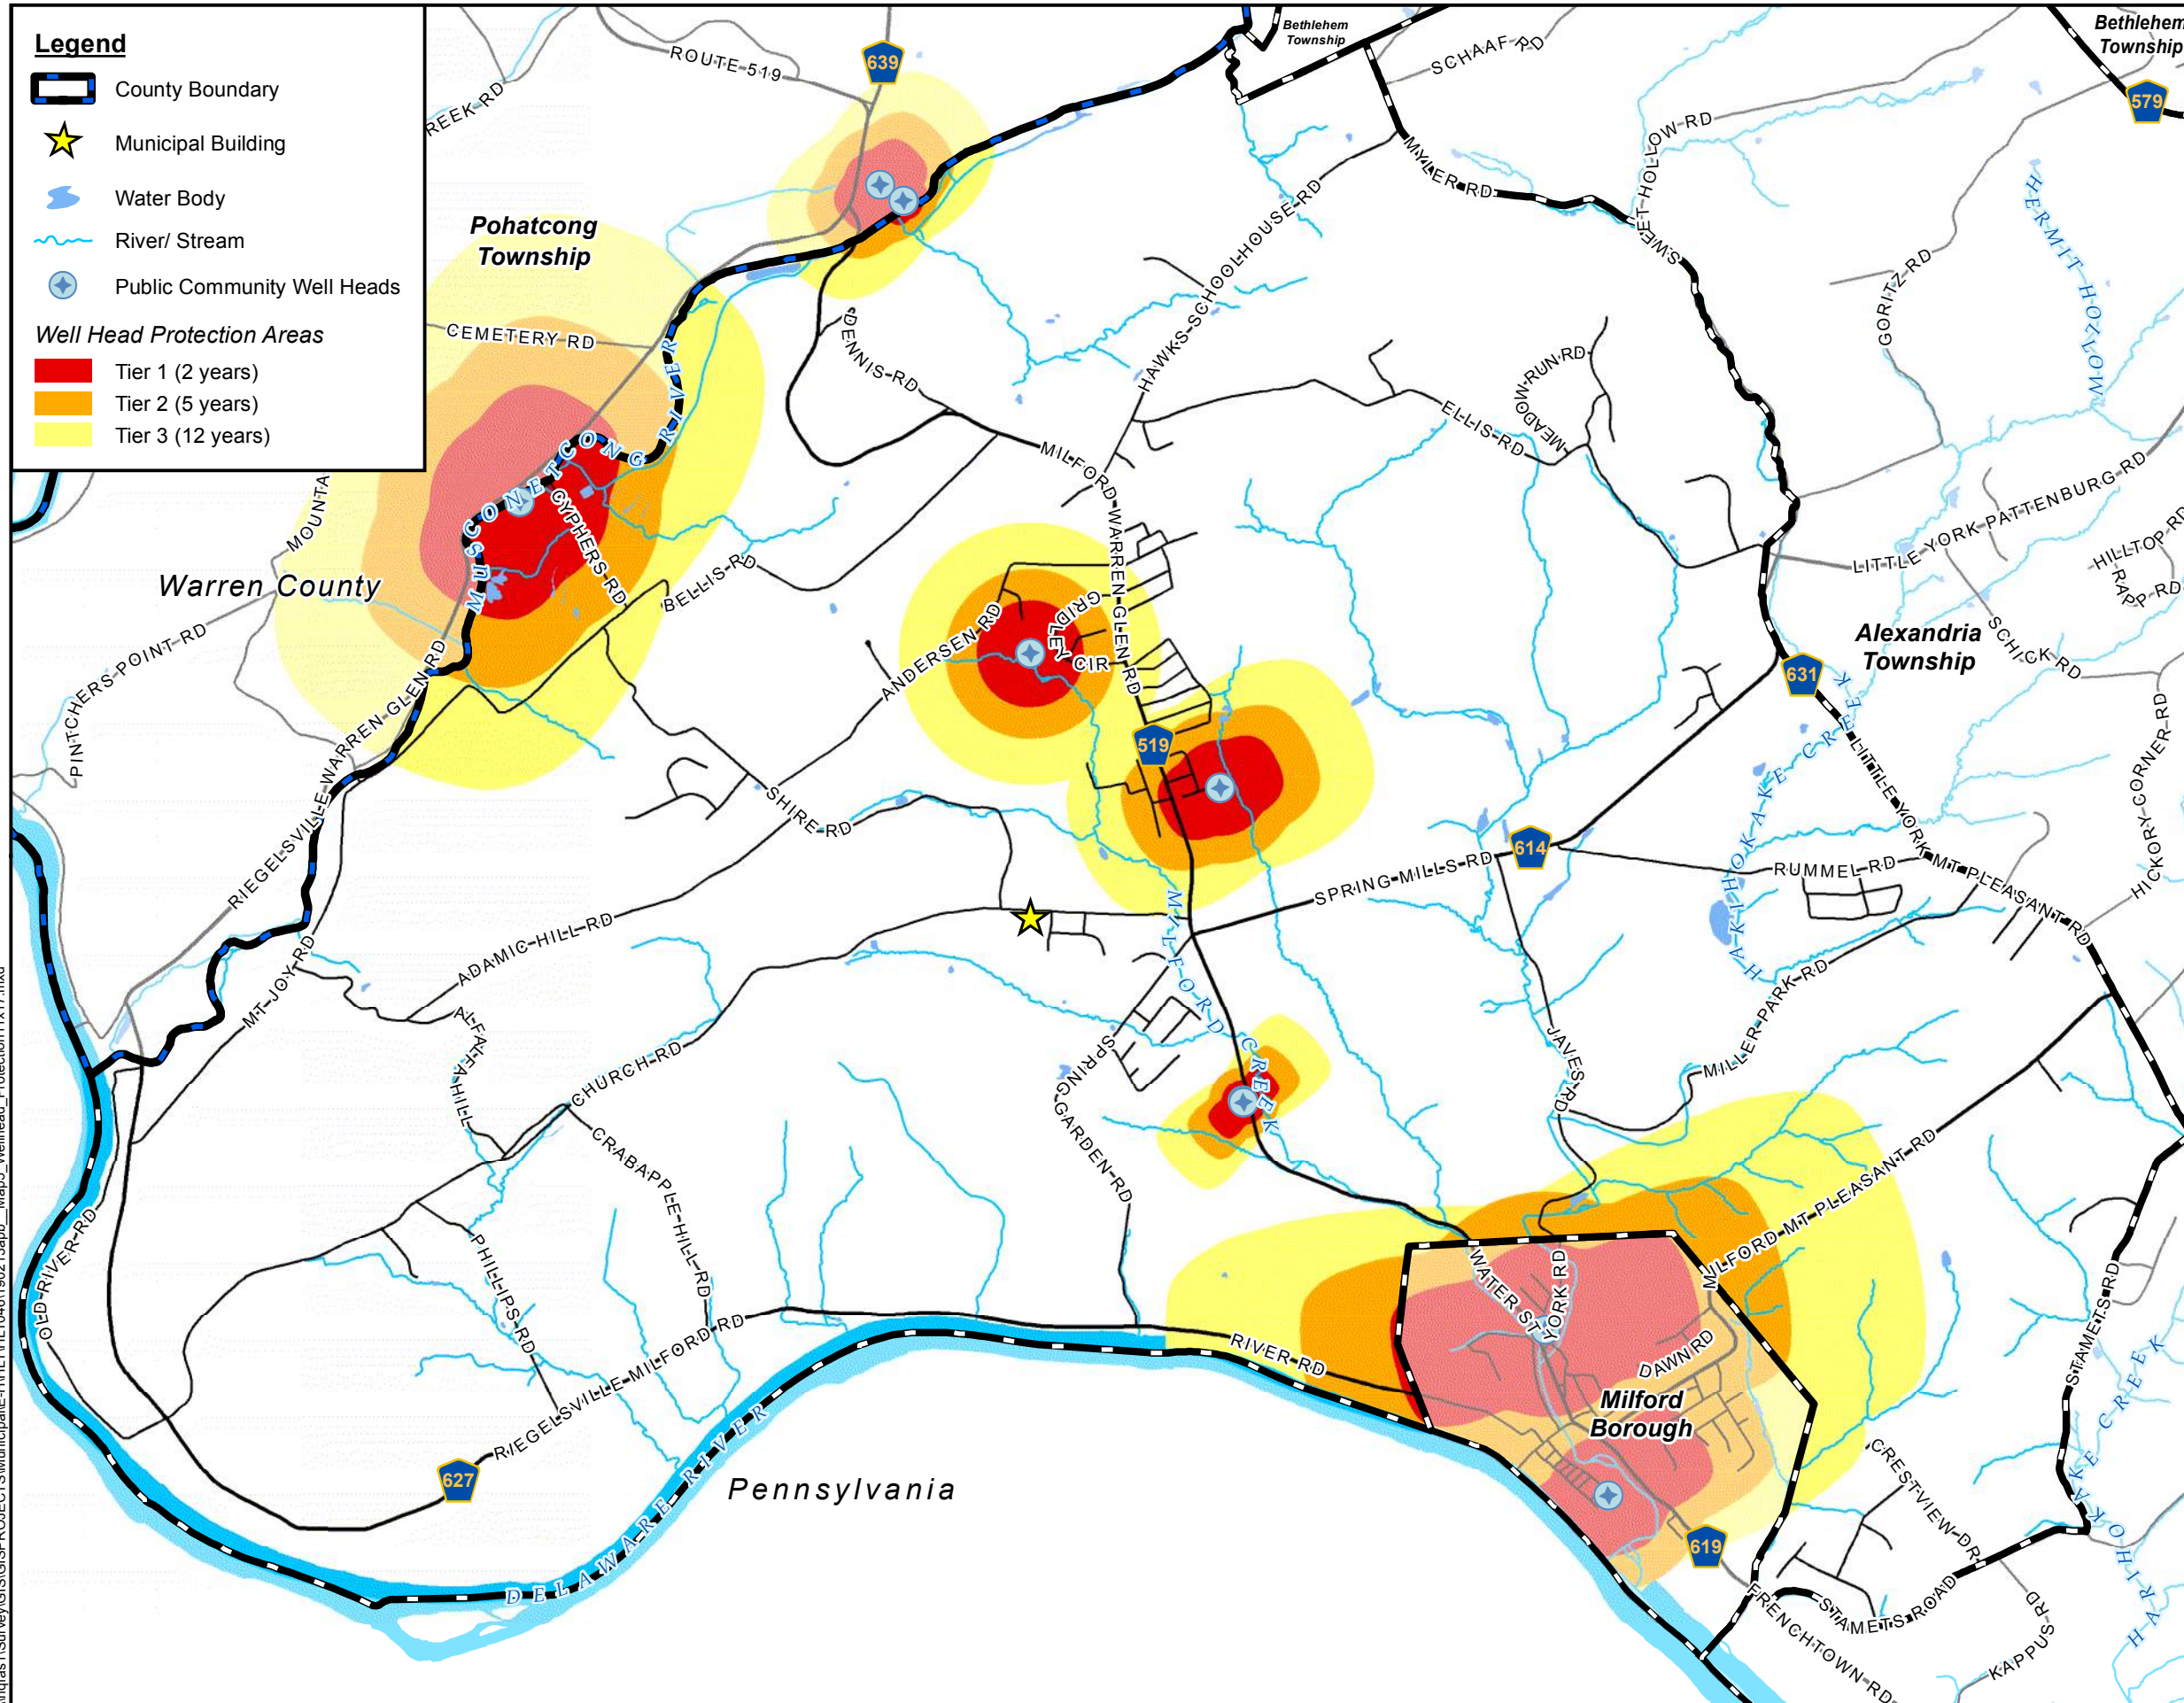 Legend
County Boundary
Municipal Building
Water Body
River/ Stream
Public Community Well Heads
Well Head Protection Areas
Tier 1 (2 years)
Tier 2 (5 years)
Tier 3 (12 years)
Bethlehem
Township
Bethlehem
Township
579
639
ROUTE 519
REEK RD
SCHAAF RD
MYLER RD
SWEET HOLLOW RD
HERMIT HOLLOW
GORITZ RD
Pohatcong
Township
CEMETERY RD
HAWKS SCHOOLHOUSE RD
DENNIS RD
MEADOW RUN RD
ELLIS RD
MILFORD WARREN GLEN RD
MUSCONETCONG RIVER
CYPHERS RD
MOUNTA
BELLIS RD
Warren County
PINTCHERS POINT RD
RIEGELSVILLE WARREN GLEN RD
ANDERSEN RD
GRIDLEY CIR
LITTLE YORK PATTENBURG RD
HILLTOP RD
RAPP RD
SCHICK RD
Alexandria
Township
631
HICKORY CORNER RD
519
SHIRE RD
614
SPRING MILLS RD
RUMMEL RD
LITTLE YORK MT PLEASANT RD
HAKIHOKAKE CREEK
ADAMIC HILL RD
MT JOY RD
ALFALFA HILL
CHURCH RD
MILFORD CREEK
SPRING GARDEN RD
JAVES RD
MILLER PARK RD
CRABAPPLE HILL RD
PHILLIPS RD
OLD RIVER RD
RIEGELSVILLE MILFORD RD
627
RIVER RD
WATER ST
YORK RD
DAWN RD
MILFORD MT PLEASANT RD
Milford
Borough
Pennsylvania
DELAWARE RIVER
619
CRESTVIEW DR
STAMETS RD
STAMETS ROAD
FRENCHTOWN RD
KAPPUS RD
HARIHOKAKE CREEK